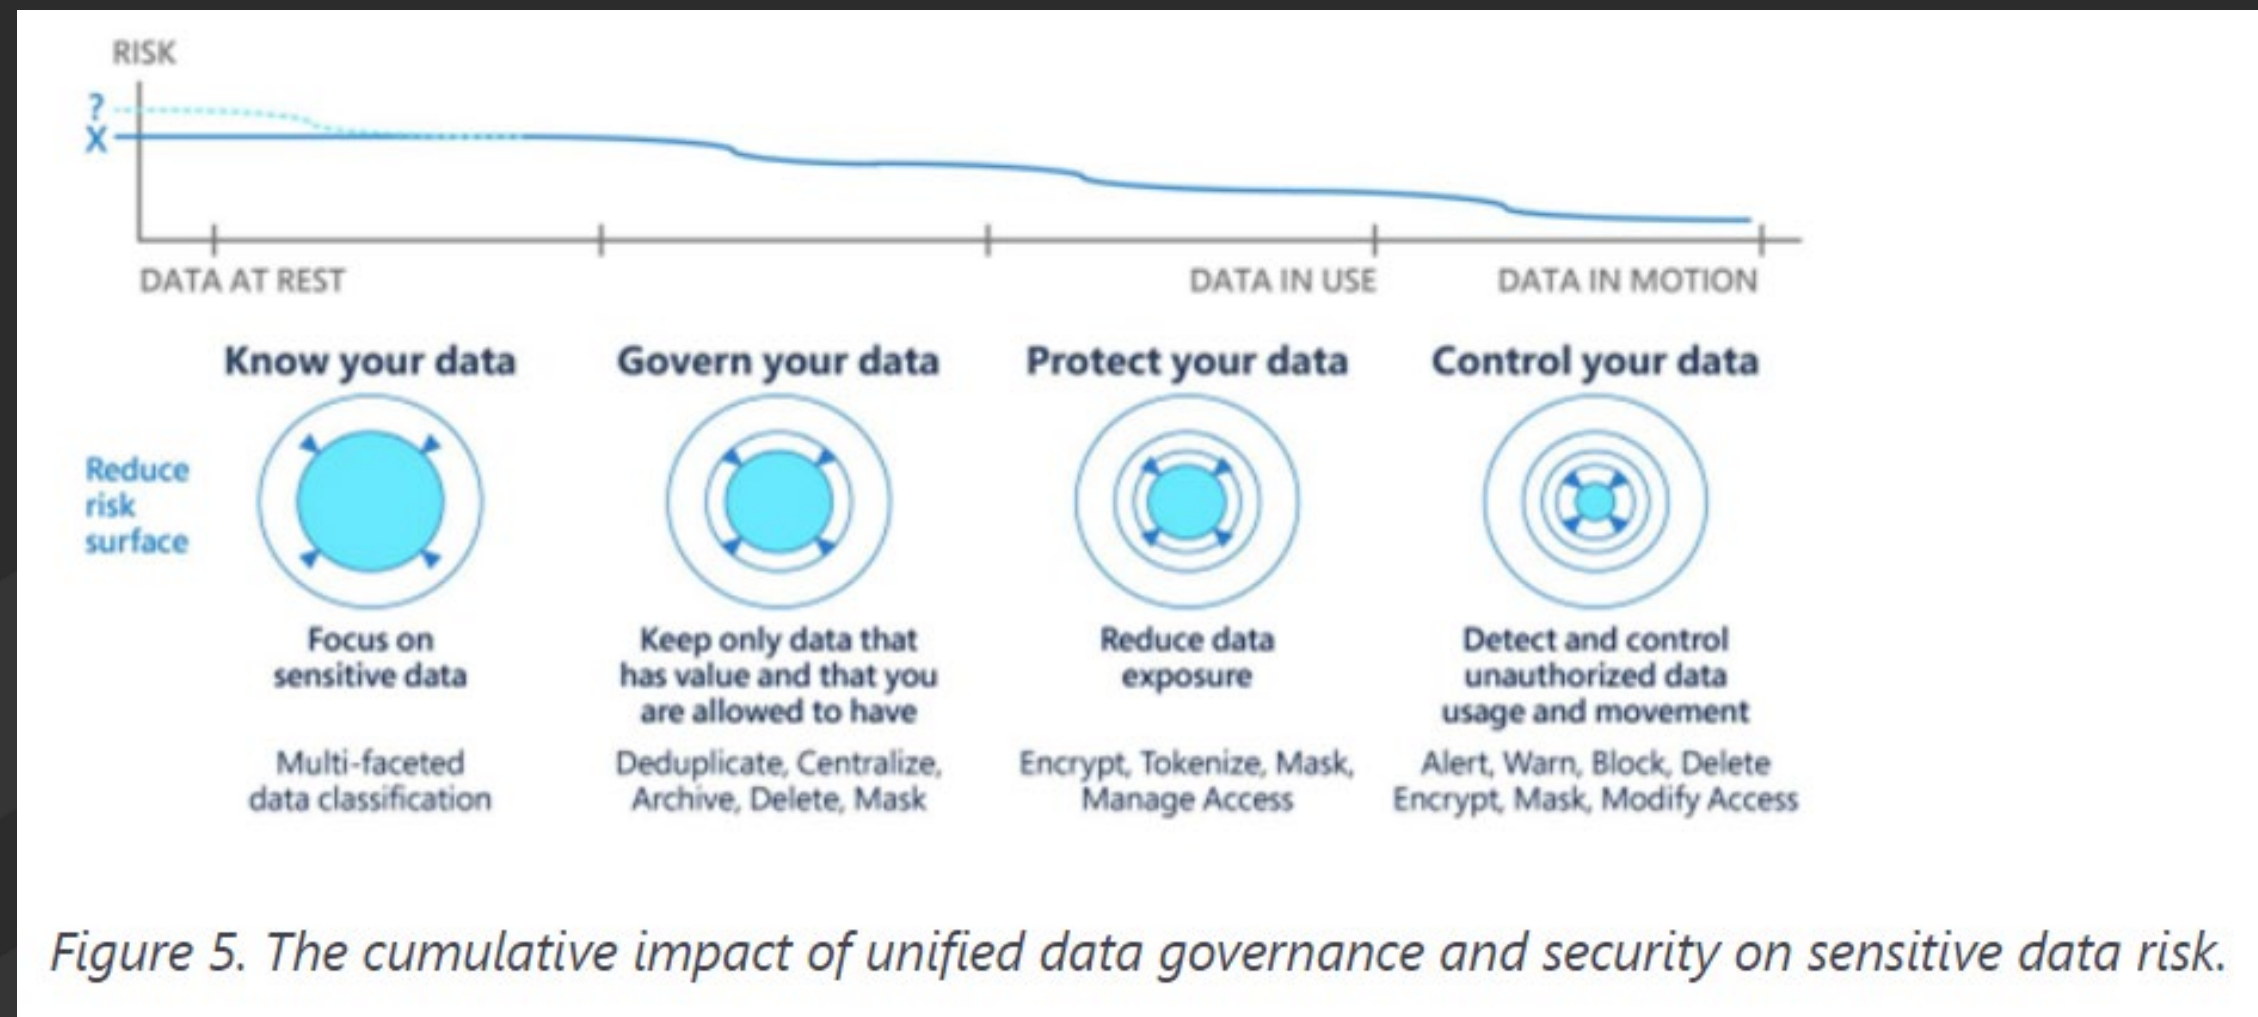 RISK
?
X
DATA AT REST
DATA IN USE
DATA IN MOTION
Know your data
Govern your data
Protect your data
Control your data
Reduce
risk
surface
Focus on
sensitive data
Keep only data that
has value and that you
are allowed to have
Reduce data
exposure
Detect and control
unauthorized data
usage and movement
Multi-faceted
data classification
Deduplicate, Centralize,
Archive, Delete, Mask
Encrypt, Tokenize, Mask,
Manage Access
Alert, Warn, Block, Delete
Encrypt, Mask, Modify Access
Figure 5. The cumulative impact of unified data governance and security on sensitive data risk.